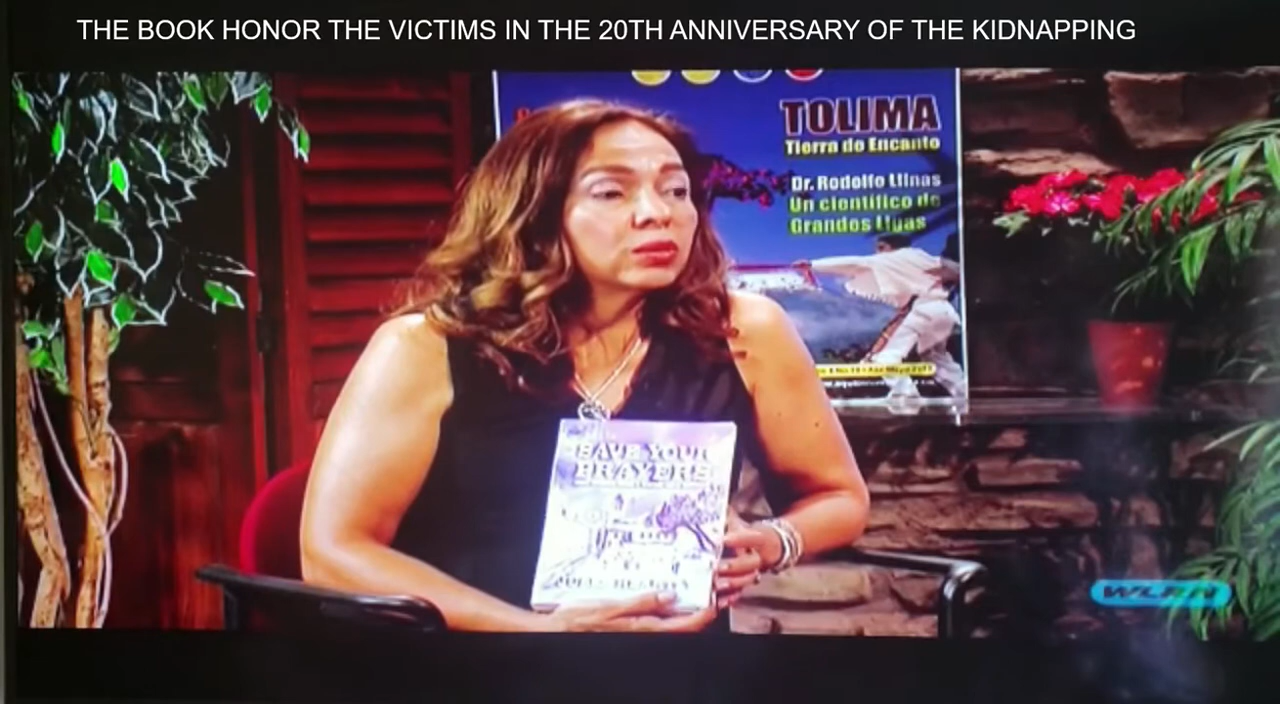 THE BOOK HONOR THE VICTIMS IN THE 20TH ANNIVERSARY OF THE KIDNAPPING
TOLIMA
Tierra de Encanto
Dr. Rodolfo Llinas
Un cientifico de
Grandes Ligas
SAVE YOUR
PRAYERS
WLRN